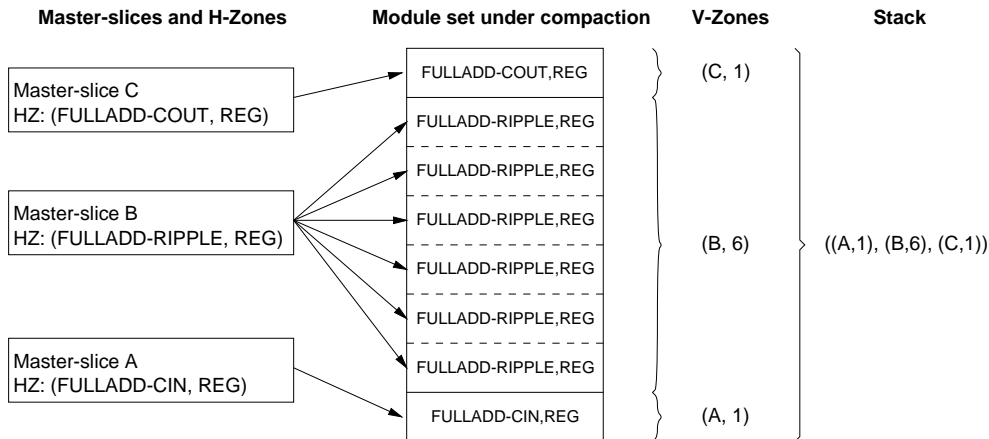 Master-slices and H-Zones
Module set under compaction
V-Zones
Stack
Master-slice C
HZ: (FULLADD-COUT, REG)
Master-slice B
HZ: (FULLADD-RIPPLE, REG)
Master-slice A
HZ: (FULLADD-CIN, REG)
FULLADD-COUT,REG
FULLADD-RIPPLE,REG
FULLADD-RIPPLE,REG
FULLADD-RIPPLE,REG
FULLADD-RIPPLE,REG
FULLADD-RIPPLE,REG
FULLADD-RIPPLE,REG
FULLADD-CIN,REG
(C, 1)
(B, 6)
(A, 1)
((A,1), (B,6), (C,1))